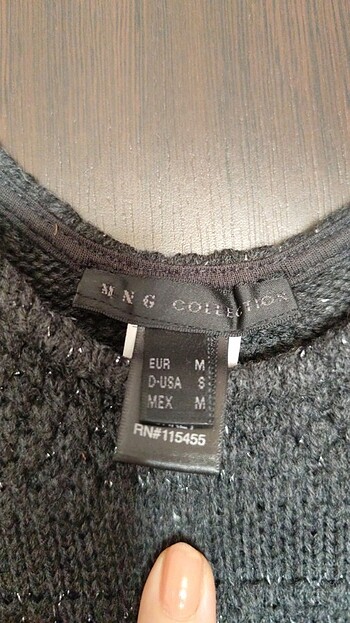 MNG COLLECTION
EUR M
D-USA S
MEX M
RN#115455